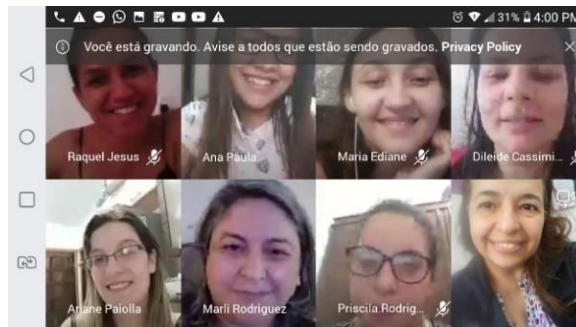 31% 4:00 PM
Você está gravando. Avise a todos que estão sendo gravados. Privacy Policy
Raquel Jesus
Ana Paula
Maria Ediane
Dileide Cassimi...
Ariane Paiolla
Marli Rodriguez
Priscila.Rodrig...